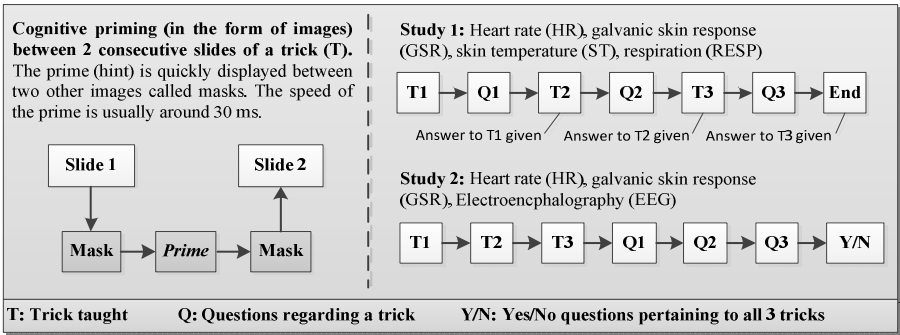 Cognitive priming (in the form of images)
between 2 consecutive slides of a trick (T).
The prime (hint) is quickly displayed between
two other images called masks. The speed of
the prime is usually around 30 ms.
Slide 1
Slide 2
Mask
Prime
Mask
Study 1: Heart rate (HR), galvanic skin response
(GSR), skin temperature (ST), respiration (RESP)
T1
Q1
T2
Q2
T3
Q3
End
Answer to T1 given
Answer to T2 given
Answer to T3 given
Study 2: Heart rate (HR), galvanic skin response
(GSR), Electroencphalography (EEG)
T1
T2
T3
Q1
Q2
Q3
Y/N
T: Trick taught
Q: Questions regarding a trick
Y/N: Yes/No questions pertaining to all 3 tricks